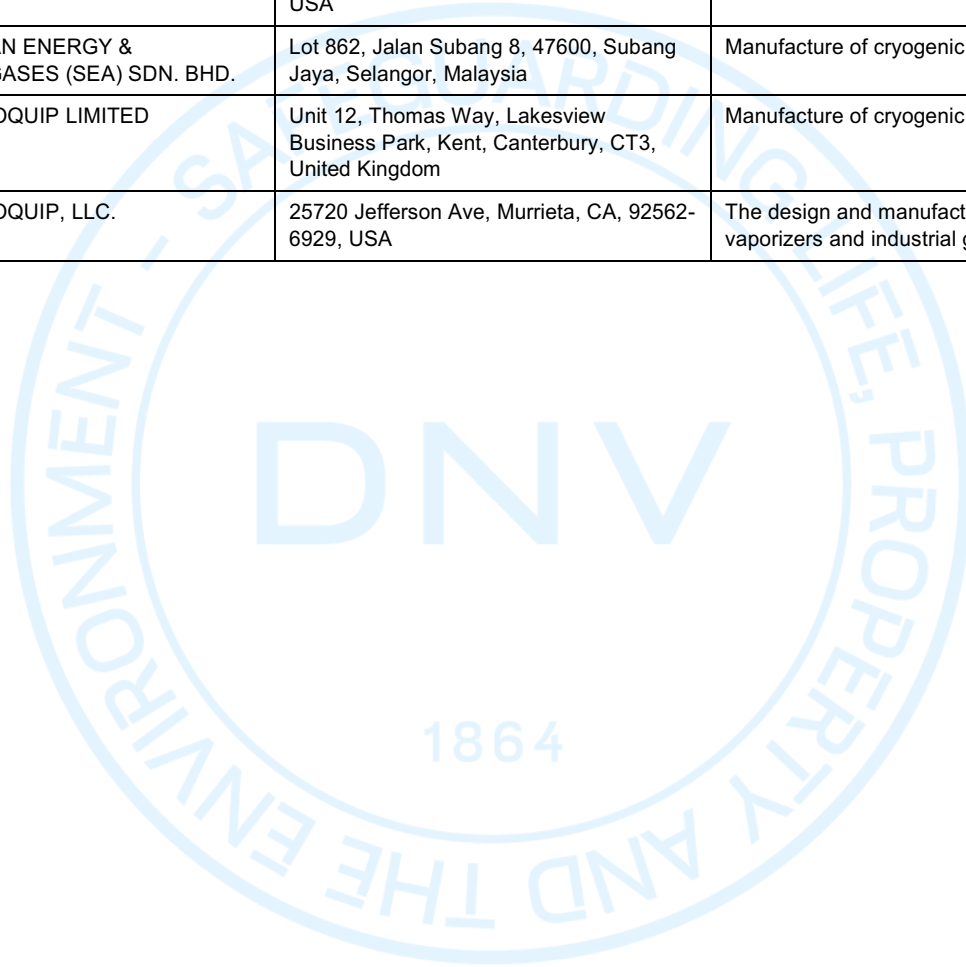 USA
AN ENERGY &
GASES (SEA) SDN. BHD.
Lot 862, Jalan Subang 8, 47600, Subang
Jaya, Selangor, Malaysia
Manufacture of cryogenic
OQUIP LIMITED
Unit 12, Thomas Way, Lakesview
Business Park, Kent, Canterbury, CT3,
United Kingdom
Manufacture of cryogenic
OQUIP, LLC.
25720 Jefferson Ave, Murrieta, CA, 92562-
6929, USA
The design and manufact
vaporizers and industrial g
SAFEGUARDING LIFE, PROPERTY AND THE ENVIRONMENT -
DNV
1864